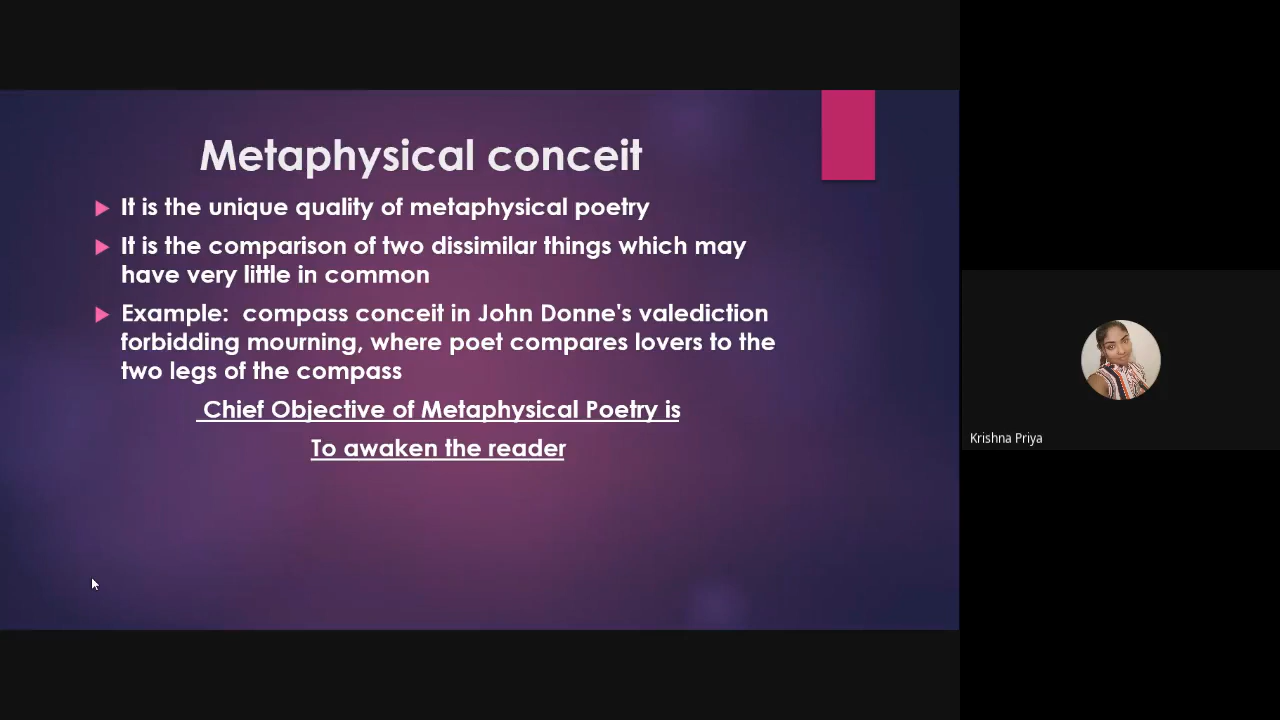 Metaphysical conceit
It is the unique quality of metaphysical poetry
It is the comparison of two dissimilar things which may
have very little in common
Example:  compass conceit in John Donne's valediction
forbidding mourning, where poet compares lovers to the
two legs of the compass
Chief Objective of Metaphysical Poetry is
To awaken the reader
Krishna Priya